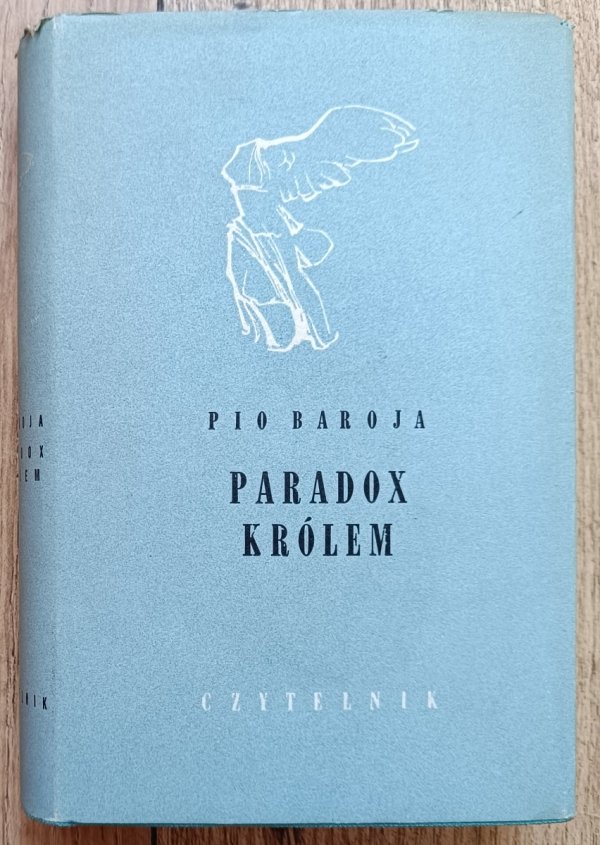 PIO BAROJA
PARADOX
KRÓLEM
CZYTELNIK